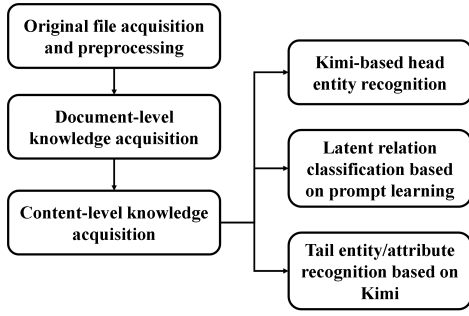 Original file acquisition
and preprocessing
Document-level
knowledge acquisition
Content-level knowledge
acquisition
Kimi-based head
entity recognition
Latent relation
classification based
on prompt learning
Tail entity/attribute
recognition based on
Kimi